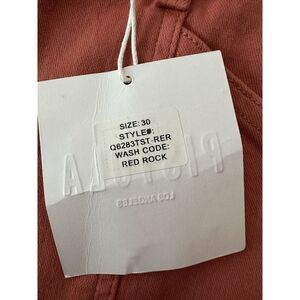 SIZE:30
STYLE#:
Q6283TST-RER
WASH CODE:
RED ROCK
PISTOLA
LOS ANGELES